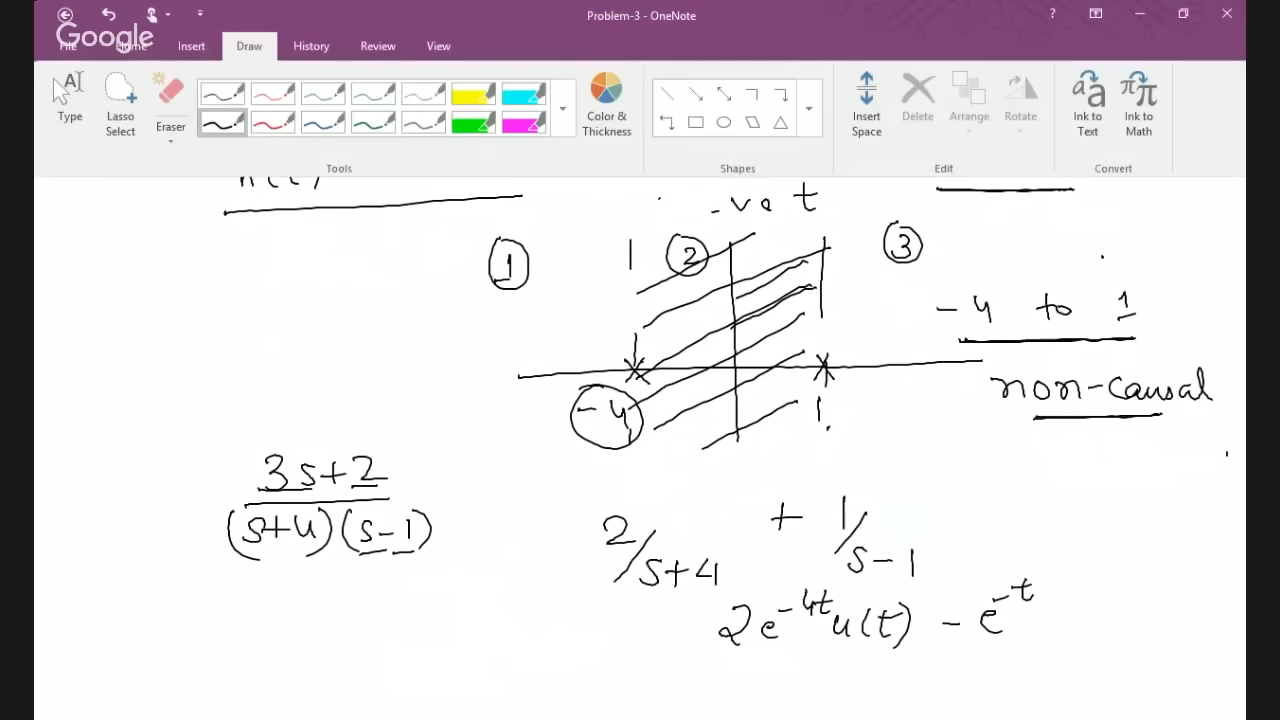 Problem-3 - OneNote
Google
File Home Insert Draw History Review View
Type Lasso Select Eraser Color & Thickness Insert Space Delete Arrange Rotate Ink to Text Ink to Math
Tools Shapes Edit Convert
-ve t
1 2 3
-4 to 1
non-causal
-4 1
3s+2
(s+4)(s-1)
2/s+4 + 1/s-1
2e^-4t u(t) - e^-t